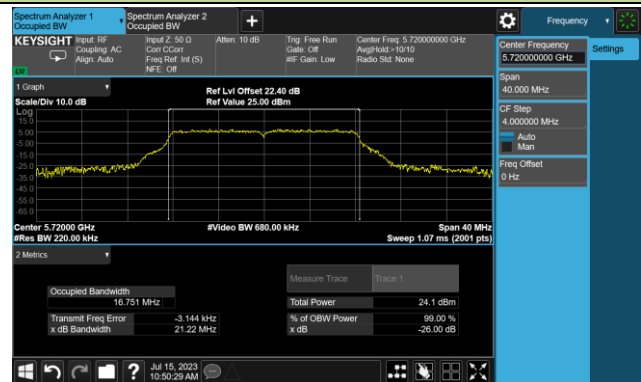 Spectrum Analyzer 1
Occupied BW
Spectrum Analyzer 2
Occupied BW
+
Frequency
KEYSIGHT
Input: RF
Coupling: AC
Align: Auto
Input Z: 50 Ω
Corr CCorr
Freq Ref: Int (S)
NFE: Off
Atten: 10 dB
Trig: Free Run
Gate: Off
#IF Gain: Low
Center Freq: 5.720000000 GHz
Avg|Hold:>10/10
Radio Std: None
LW
1 Graph
Scale/Div 10.0 dB
Ref Lvl Offset 22.40 dB
Ref Value 25.00 dBm
Log
15.0
5.00
-5.00
-15.0
-25.0
-35.0
-45.0
-55.0
-65.0
Center 5.72000 GHz
#Res BW 220.00 kHz
#Video BW 680.00 kHz
Span 40 MHz
Sweep 1.07 ms (2001 pts)
2 Metrics
Measure Trace
Trace 1
Occupied Bandwidth
16.751 MHz
Total Power
24.1 dBm
Transmit Freq Error
-3.144 kHz
% of OBW Power
99.00 %
x dB Bandwidth
21.22 MHz
x dB
-26.00 dB
Center Frequency
5.720000000 GHz
Settings
Span
40.000 MHz
CF Step
4.000000 MHz
Auto
Man
Freq Offset
0 Hz
?
Jul 15, 2023
10:50:29 AM